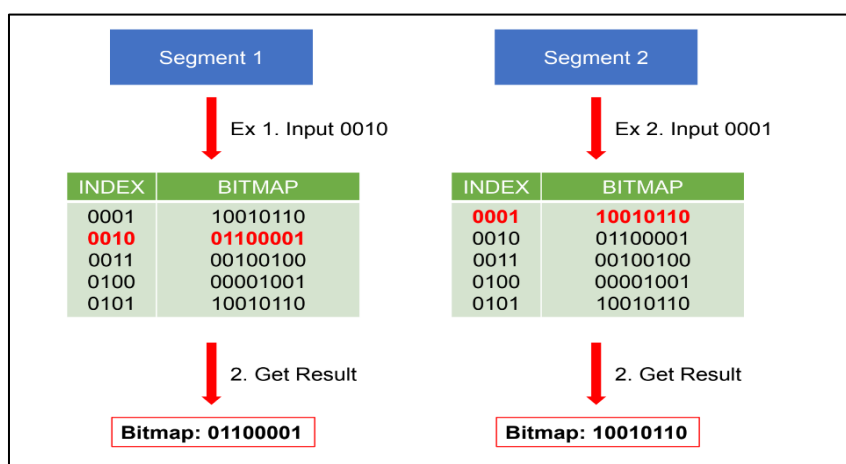 Segment 1
Ex 1. Input 0010
INDEX BITMAP
0001 10010110
0010 01100001
0011 00100100
0100 00001001
0101 10010110
2. Get Result
Bitmap: 01100001
Segment 2
Ex 2. Input 0001
INDEX BITMAP
0001 10010110
0010 01100001
0011 00100100
0100 00001001
0101 10010110
2. Get Result
Bitmap: 10010110